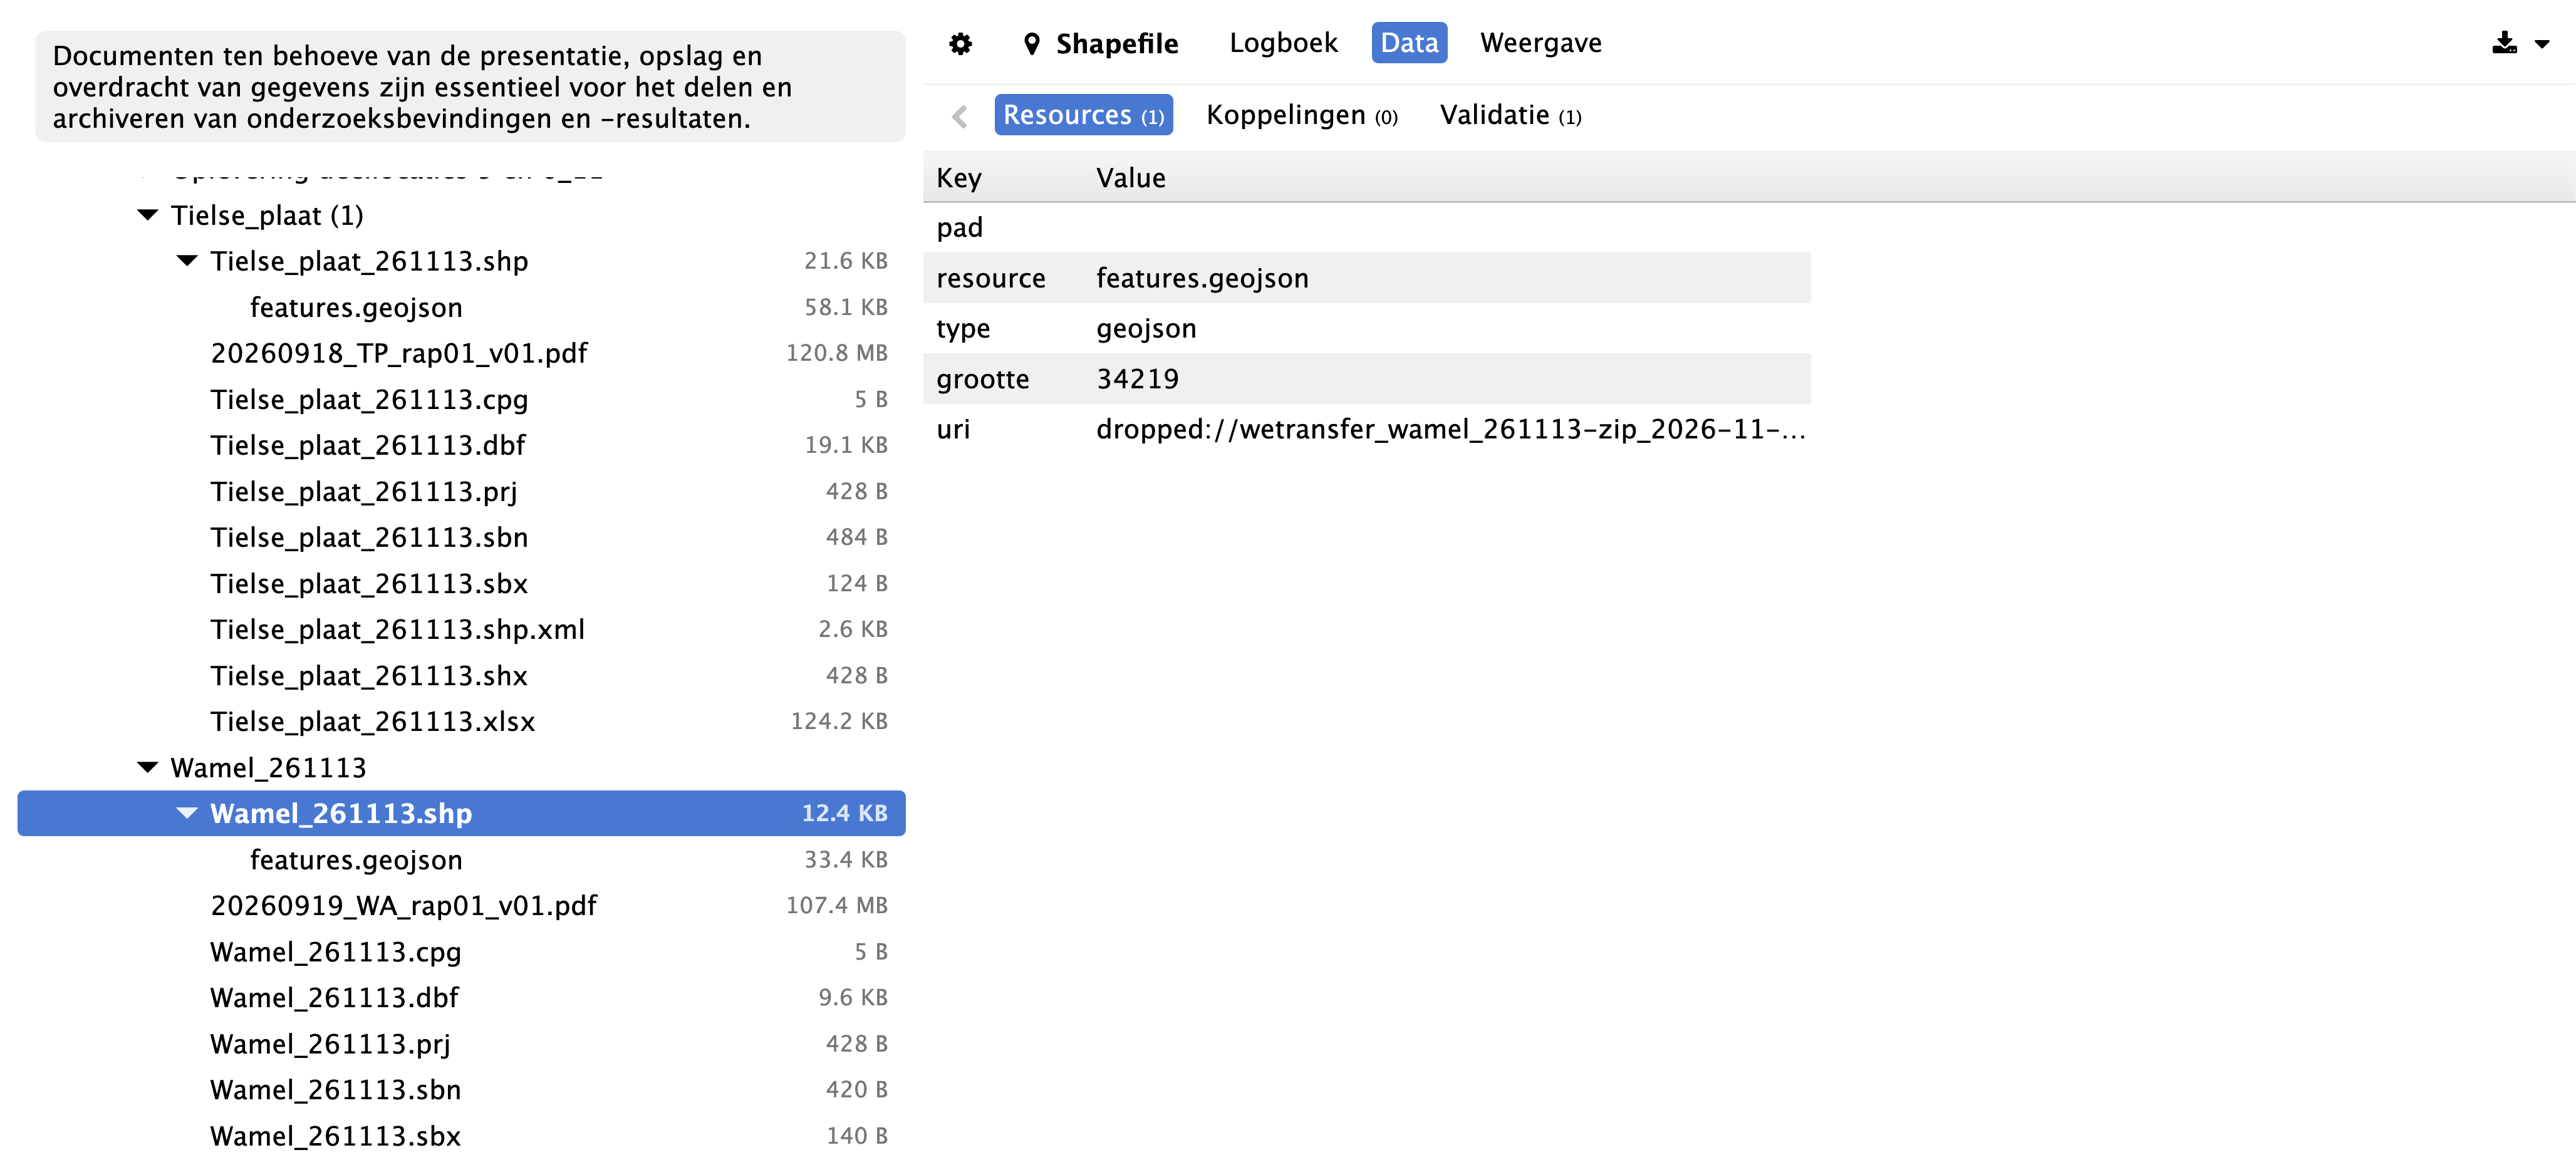 Documenten ten behoeve van de presentatie, opslag en
overdracht van gegevens zijn essentieel voor het delen en
archiveren van onderzoeksbevindingen en -resultaten.
Tielse_plaat (1)
Tielse_plaat_261113.shp 21.6 KB
features.geojson 58.1 KB
20260918_TP_rap01_v01.pdf 120.8 MB
Tielse_plaat_261113.cpg 5 B
Tielse_plaat_261113.dbf 19.1 KB
Tielse_plaat_261113.prj 428 B
Tielse_plaat_261113.sbn 484 B
Tielse_plaat_261113.sbx 124 B
Tielse_plaat_261113.shp.xml 2.6 KB
Tielse_plaat_261113.shx 428 B
Tielse_plaat_261113.xlsx 124.2 KB
Wamel_261113
Wamel_261113.shp 12.4 KB
features.geojson 33.4 KB
20260919_WA_rap01_v01.pdf 107.4 MB
Wamel_261113.cpg 5 B
Wamel_261113.dbf 9.6 KB
Wamel_261113.prj 428 B
Wamel_261113.sbn 420 B
Wamel_261113.sbx 140 B
Shapefile Logboek Data Weergave
Resources (1) Koppelingen (0) Validatie (1)
Key Value
pad
resource features.geojson
type geojson
grootte 34219
uri dropped://wetransfer_wamel_261113-zip_2026-11-...